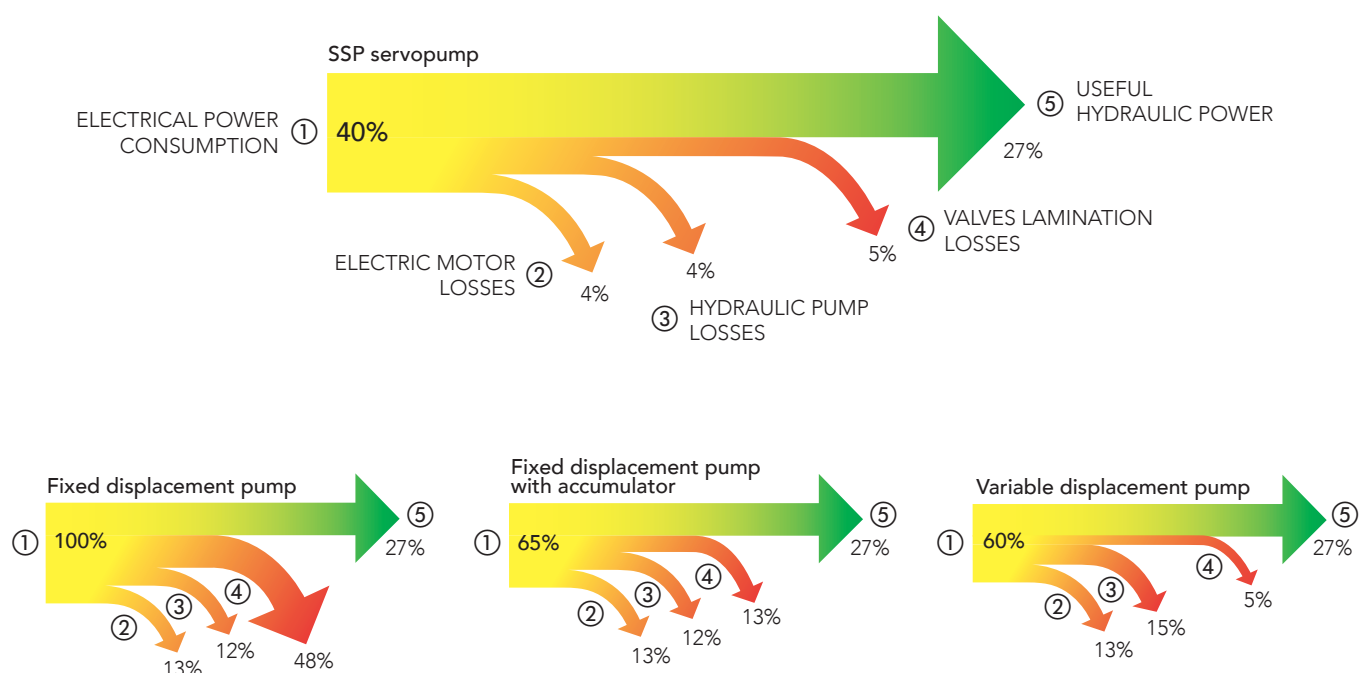 SSP servopump
ELECTRICAL POWER
CONSUMPTION
① 40%
⑤ USEFUL
HYDRAULIC POWER
27%
④ VALVES LAMINATION
LOSSES
5%
ELECTRIC MOTOR
LOSSES
②
4%
4%
③ HYDRAULIC PUMP
LOSSES
Fixed displacement pump
① 100%
⑤
27%
②
③
④
13%
12%
48%
Fixed displacement pump
with accumulator
① 65%
⑤
27%
②
③
④
13%
12%
13%
Variable displacement pump
① 60%
⑤
27%
②
③
④
13%
15%
5%